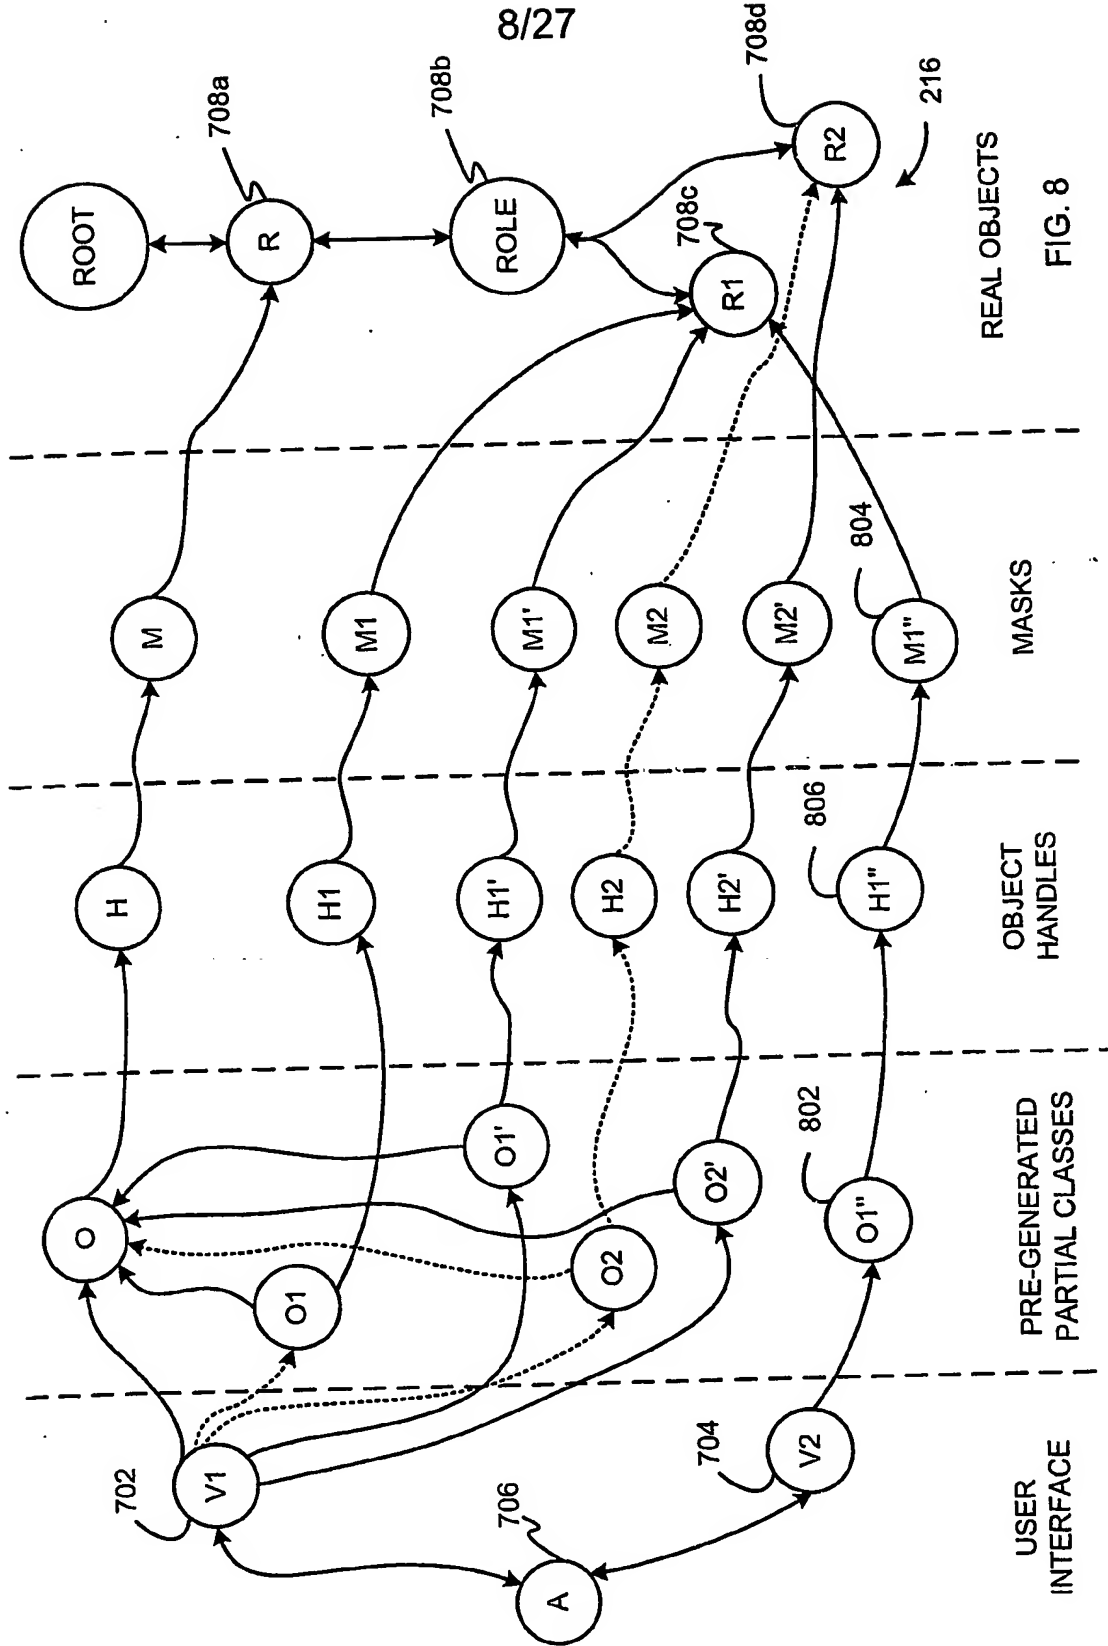 8/27
ROOT
708a
R
708b
ROLE
708c
R1
708d
R2
216
REAL OBJECTS
FIG. 8
M
M1
M1'
M2
M2'
804
M1"
MASKS
H
H1
H1'
H2
H2'
806
H1"
OBJECT
HANDLES
O
O1
O1'
O2
O2'
802
O1"
PRE-GENERATED
PARTIAL CLASSES
702
V1
706
A
704
V2
USER
INTERFACE